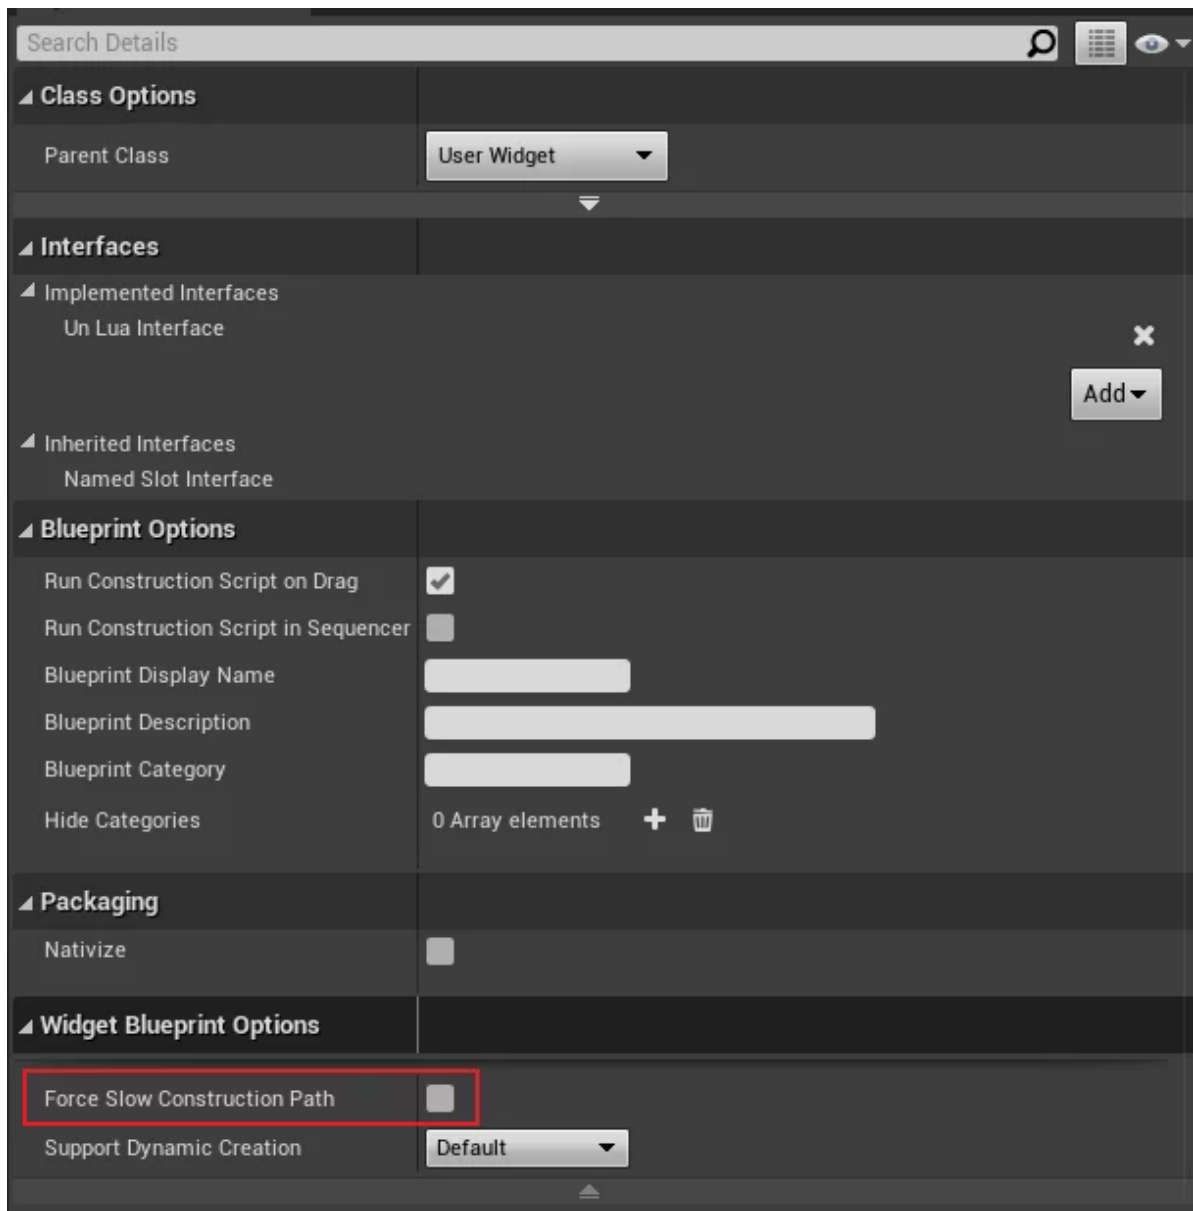 Search Details
Class Options
Parent Class User Widget
Interfaces
Implemented Interfaces
Un Lua Interface
Add
Inherited Interfaces
Named Slot Interface
Blueprint Options
Run Construction Script on Drag
Run Construction Script in Sequencer
Blueprint Display Name
Blueprint Description
Blueprint Category
Hide Categories 0 Array elements
Packaging
Nativize
Widget Blueprint Options
Force Slow Construction Path
Support Dynamic Creation Default